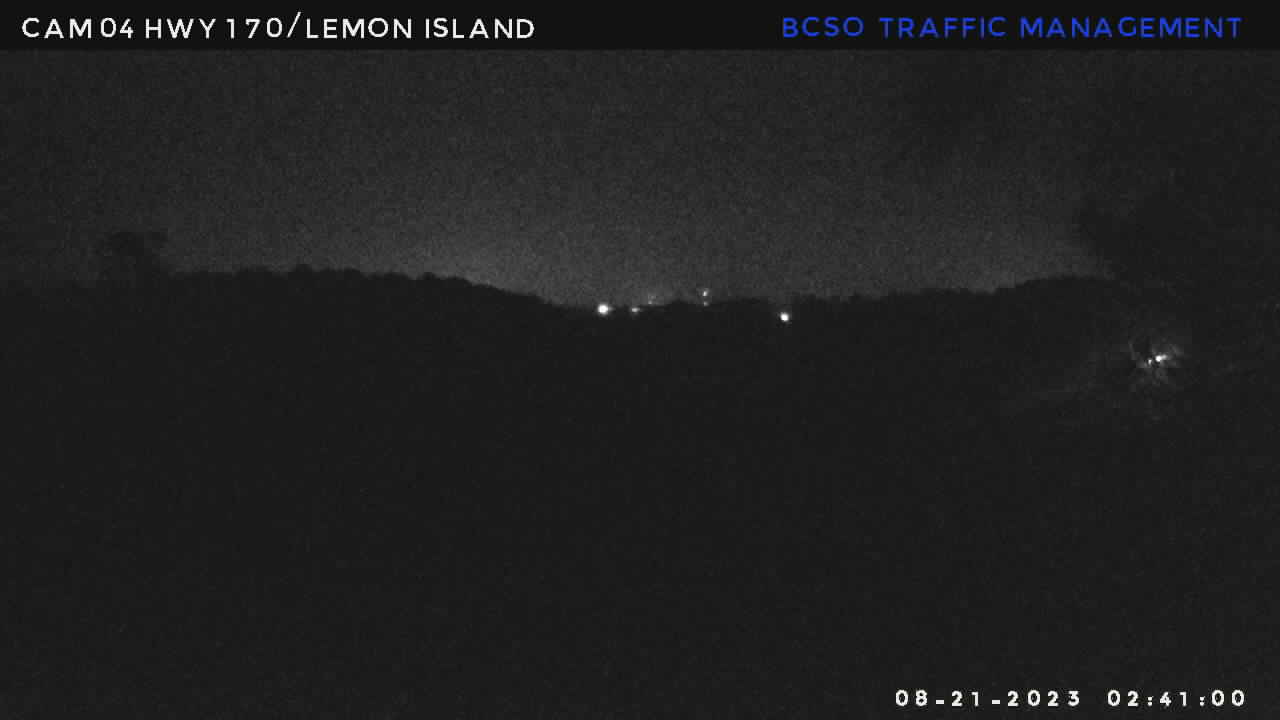 CAM04 HWY 170/LEMON ISLAND
BCSO TRAFFIC MANAGEMENT
08-21-2023 02:41:00